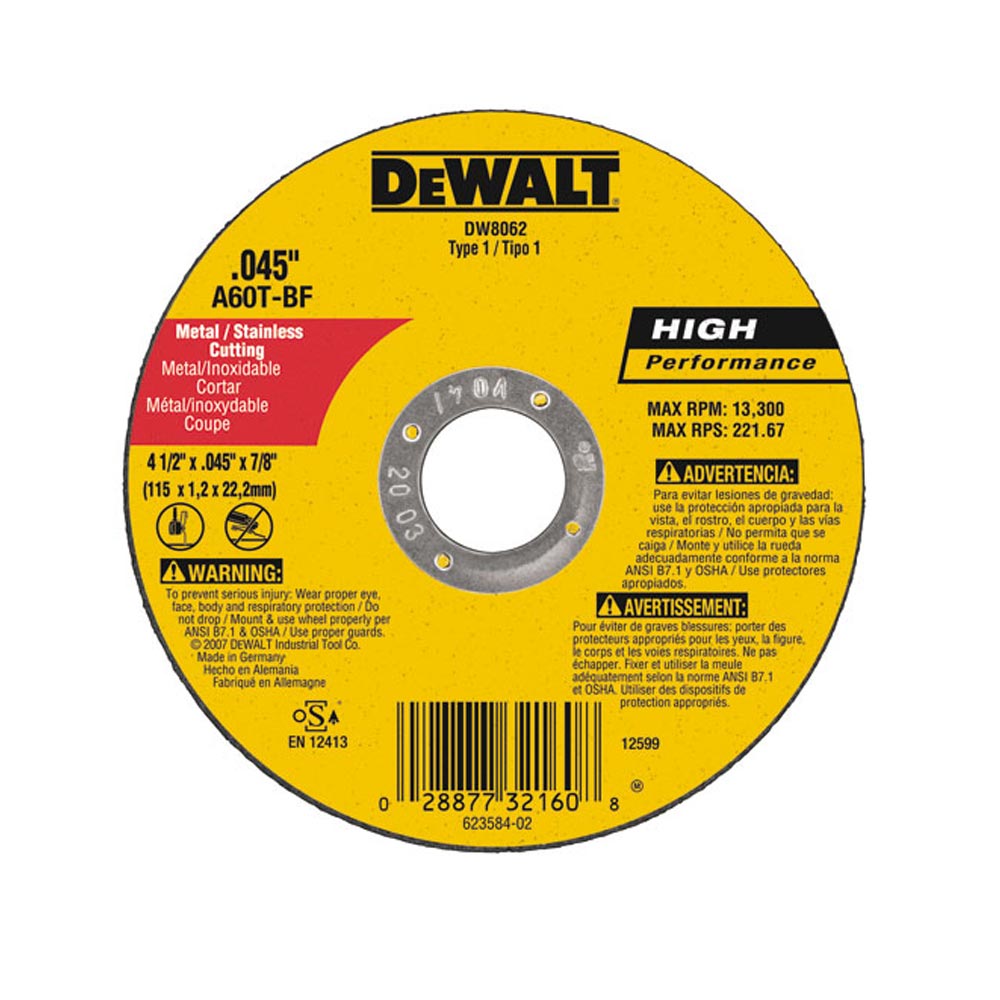 DEWALT
DW8062
Type 1 / Tipo 1
.045"
A60T-BF
Metal / Stainless
Cutting
Metal/Inoxidable
Cortar
Métal/inoxydable
Coupe
4 1/2" x .045" x 7/8"
(115 x 1,2 x 22,2mm)
WARNING:
To prevent serious injury: Wear proper eye,
face, body and respiratory protection / Do
not drop / Mount & use wheel properly per
ANSI B7.1 & OSHA / Use proper guards.
© 2007 DEWALT Industrial Tool Co.
Made in Germany
Hecho en Alemania
Fabriqué en Allemagne
oS
EN 12413
HIGH
Performance
MAX RPM: 13,300
MAX RPS: 221.67
ADVERTENCIA:
Para evitar lesiones de gravedad:
use la protección apropiada para la
vista, el rostro, el cuerpo y las vías
respiratorias / No permita que se
caiga / Monte y utilice la rueda
adecuadamente conforme a la norma
ANSI B7.1 y OSHA / Use protectores
apropiados.
AVERTISSEMENT:
Pour éviter de graves blessures; porter des
protecteurs appropriés pour les yeux, la figure,
le corps et les voies respiratoires. Ne pas
échapper. Fixer et utiliser la meule
adéquatement selon la norme ANSI B7.1
et OSHA. Utiliser des dispositifs de
protection appropriés.
12599
M
0 28877 32160 8
623584-02
V04
20 03